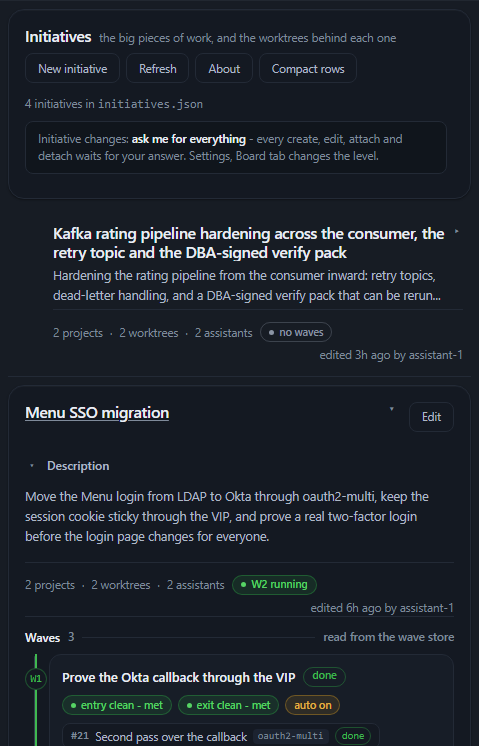 Initiatives the big pieces of work, and the worktrees behind each one
New initiative Refresh About Compact rows
4 initiatives in initiatives.json
Initiative changes: ask me for everything - every create, edit, attach and
detach waits for your answer. Settings, Board tab changes the level.
Kafka rating pipeline hardening across the consumer, the
retry topic and the DBA-signed verify pack
Hardening the rating pipeline from the consumer inward: retry topics,
dead-letter handling, and a DBA-signed verify pack that can be rerun...
2 projects · 2 worktrees · 2 assistants no waves
edited 3h ago by assistant-1
Menu SSO migration Edit
Description
Move the Menu login from LDAP to Okta through oauth2-multi, keep the
session cookie sticky through the VIP, and prove a real two-factor login
before the login page changes for everyone.
2 projects · 2 worktrees · 2 assistants W2 running
edited 6h ago by assistant-1
Waves 3 read from the wave store
W1 Prove the Okta callback through the VIP done
entry clean - met exit clean - met auto on
#21 Second pass over the callback oauth2-multi done